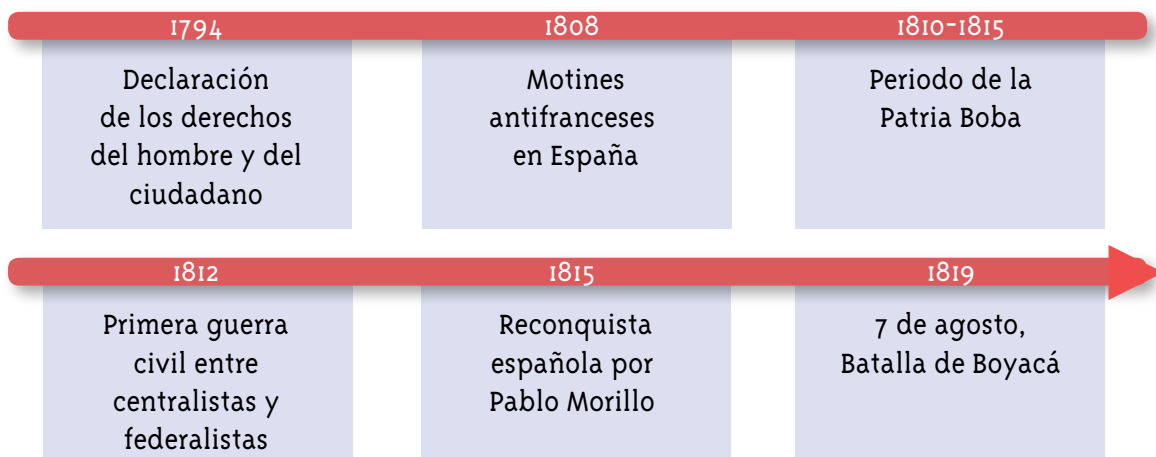 1794
1808
1810-1815
Declaración
de los derechos
del hombre y del
ciudadano
Motines
antifranceses
en España
Periodo de la
Patria Boba
1812
1815
1819
Primera guerra
civil entre
centralistas y
federalistas
Reconquista
española por
Pablo Morillo
7 de agosto,
Batalla de Boyacá